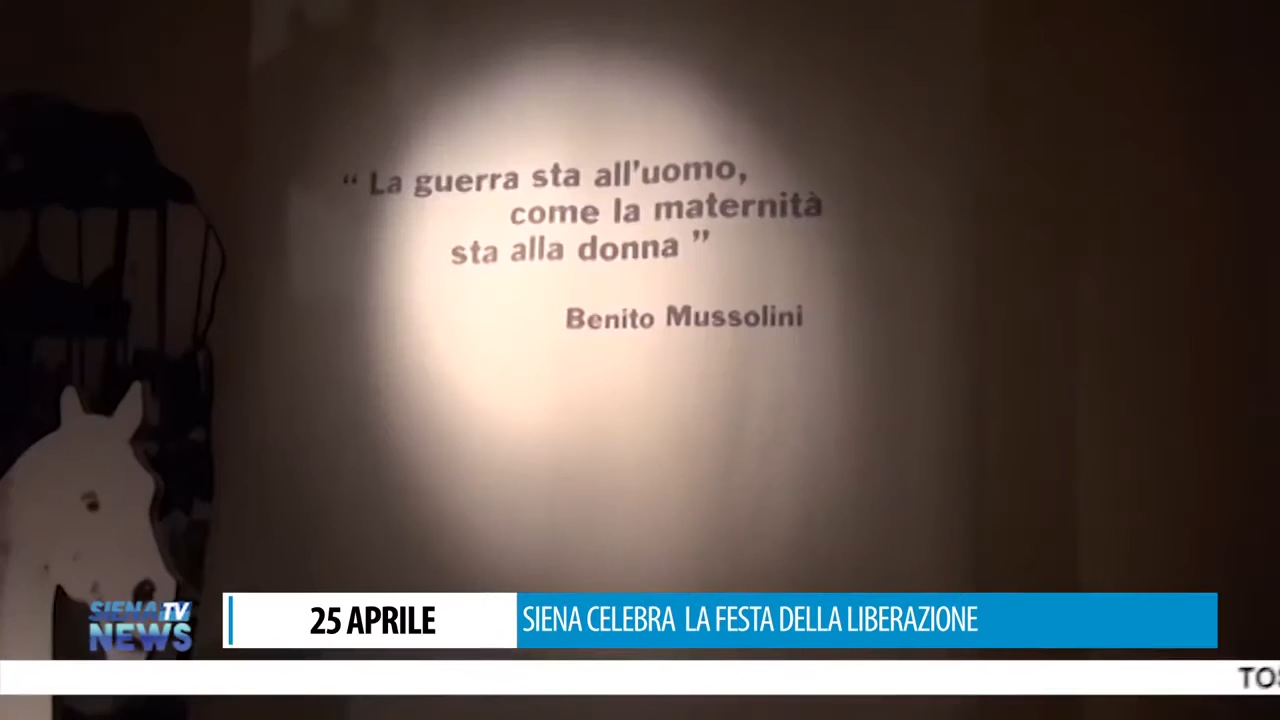 “ La guerra sta all'uomo,
come la maternità
sta alla donna ”
Benito Mussolini
SIENA TV
NEWS
25 APRILE
SIENA CELEBRA LA FESTA DELLA LIBERAZIONE